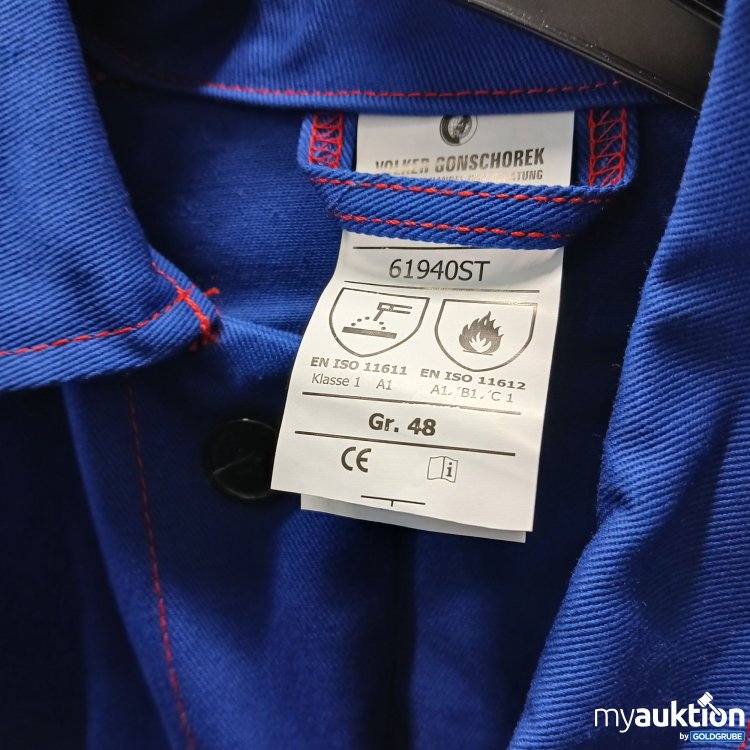 VOLKER GONSCHOREK
61940ST
EN ISO 11611
Klasse 1 A1
EN ISO 11612
A1, B1, C 1
Gr. 48
CE
i
myauktion
by GOLDGRUBE